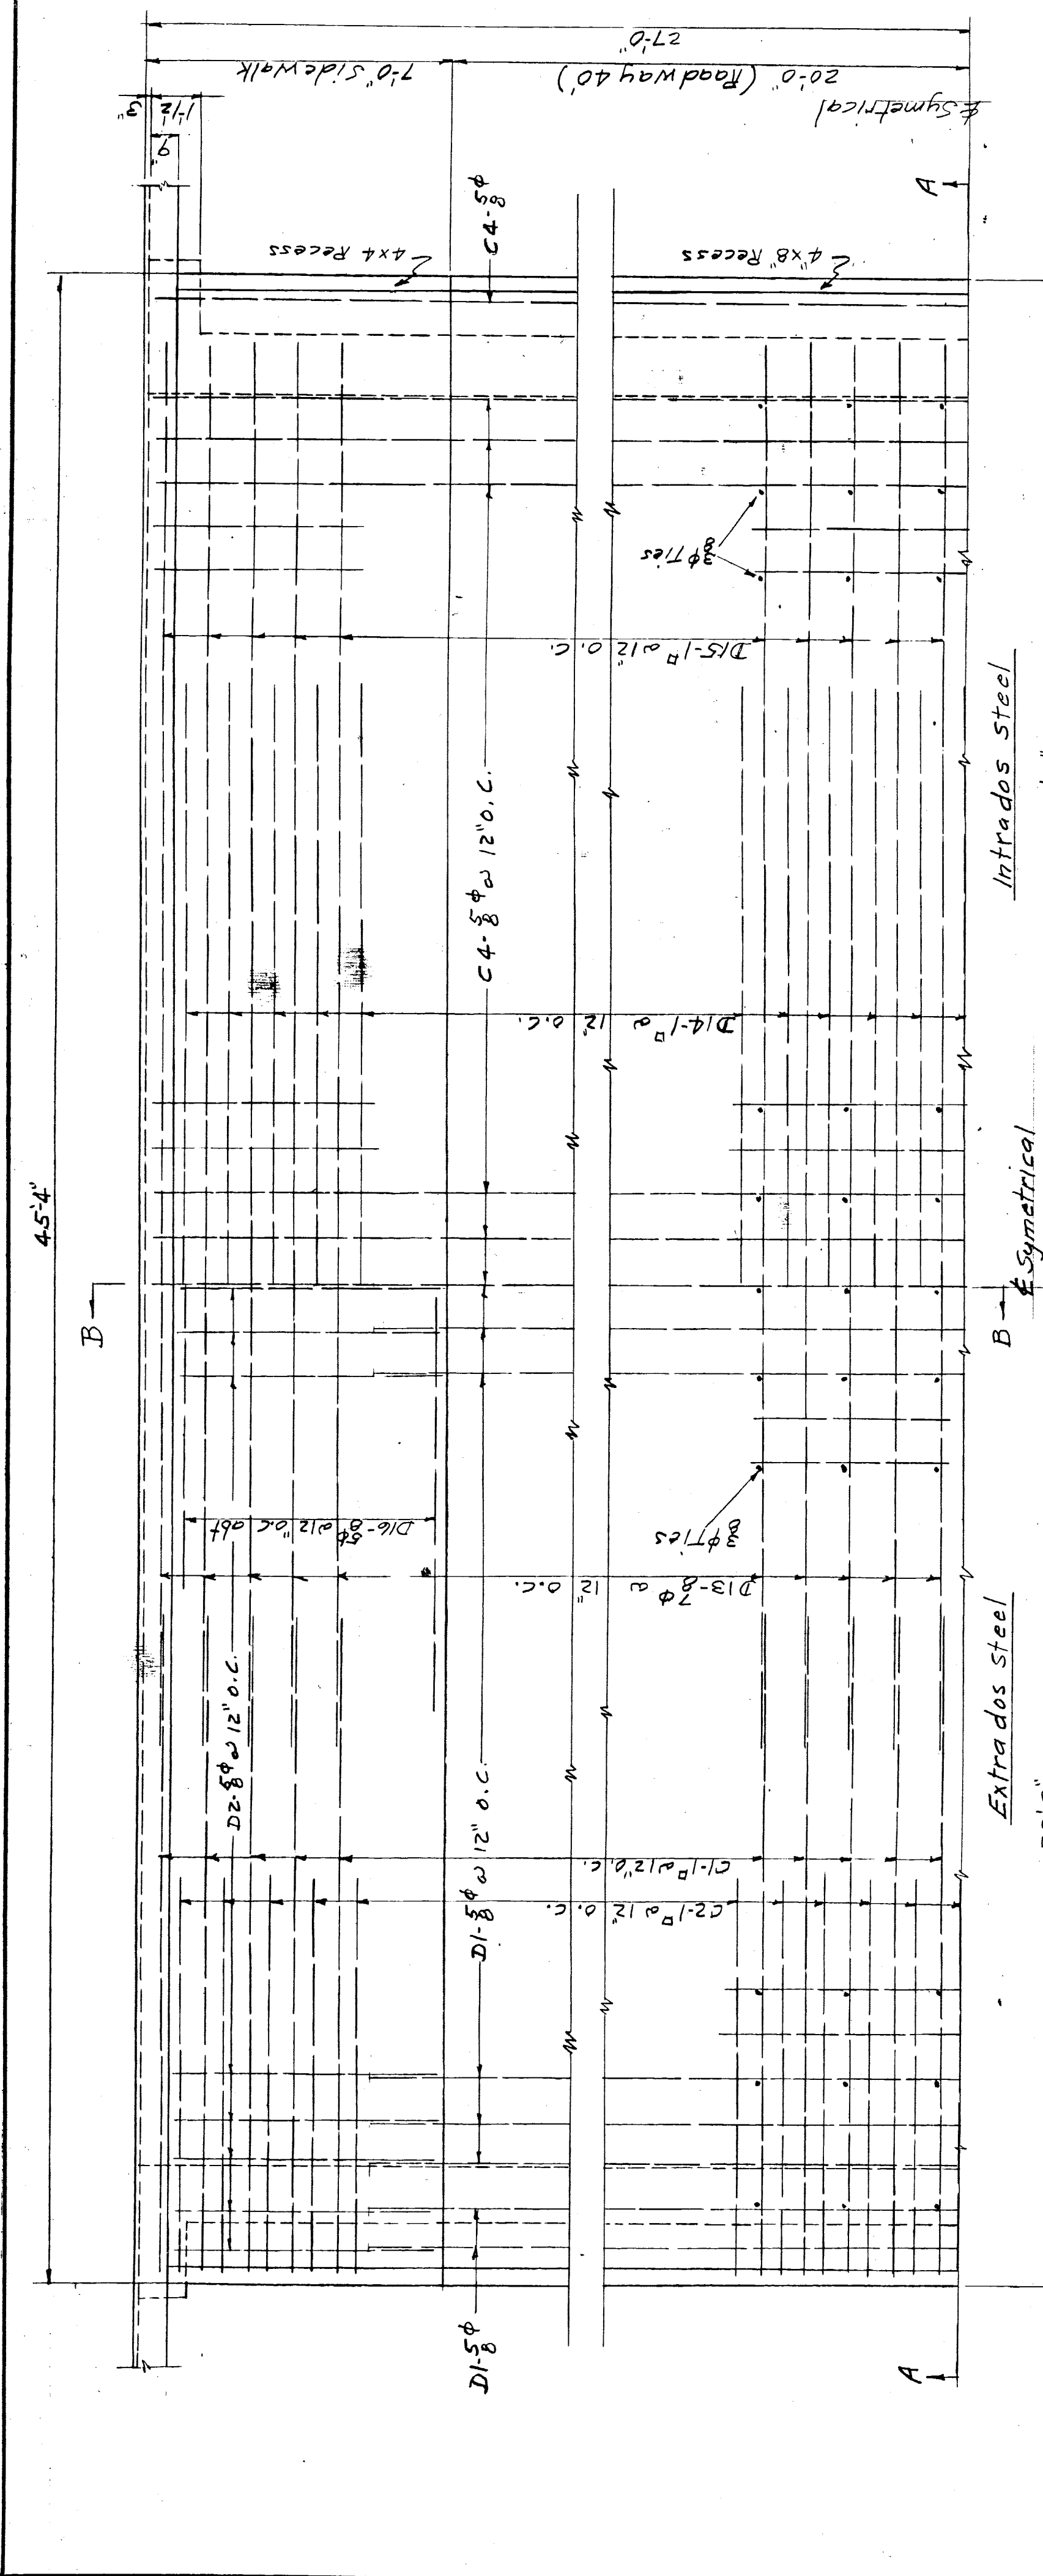 45'-4"
B
B
℄ Symetrical
3"
1'-1½"
9"
7'-0" Sidewalk
20'-0" (Roadway 40')
27'-0"
℄ Symetrical
A
A
4x4 Recess
4"x8" Recess
C4-⅝ϕ
C4-⅝ϕ @ 12" O.C.
D15-1"□ @ 12" O.C.
D14-1"□ @ 12" O.C.
⅜ϕ Ties
D16-⅝ϕ @ 12" O.C. abt
D13-⅞ϕ @ 12" O.C.
⅜ϕ Ties
D2-⅝ϕ @ 12" O.C.
D1-⅝ϕ @ 12" O.C.
C1-1"□ @ 12" O.C.
C2-1"□ @ 12" O.C.
D1-⅝ϕ
Extrados Steel
Intrados Steel